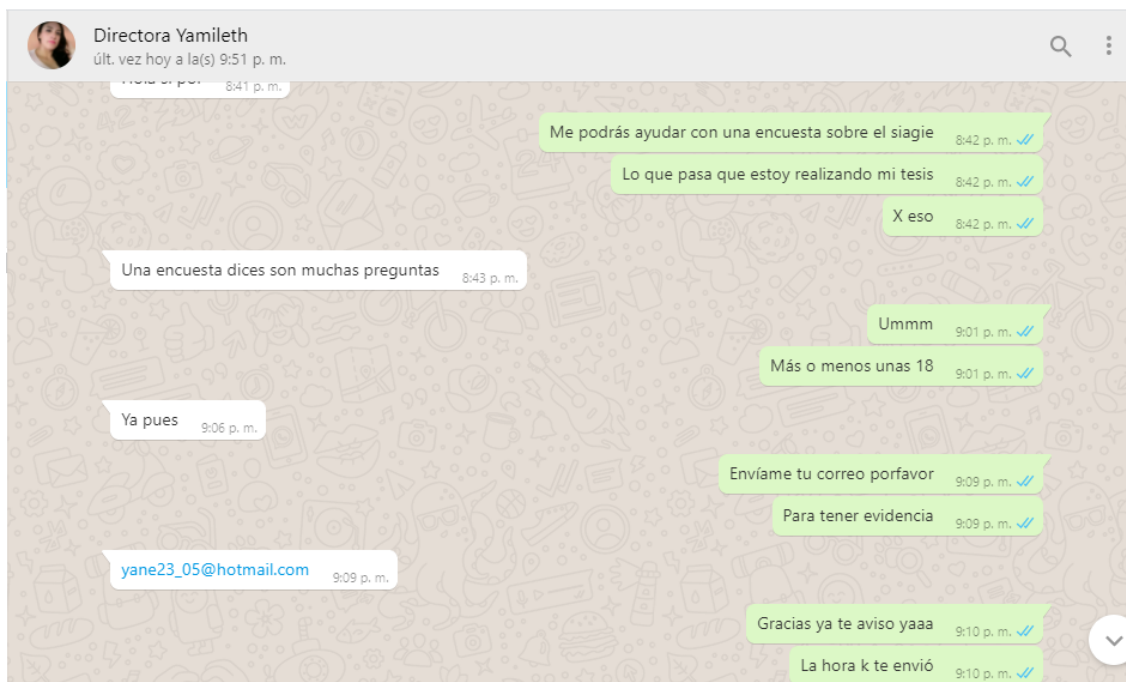 Directora Yamileth
últ. vez hoy a la(s) 9:51 p. m.
8:41 p. m.
Me podrás ayudar con una encuesta sobre el siagie 8:42 p. m.
Lo que pasa que estoy realizando mi tesis 8:42 p. m.
X eso 8:42 p. m.
Una encuesta dices son muchas preguntas 8:43 p. m.
Ummm 9:01 p. m.
Más o menos unas 18 9:01 p. m.
Ya pues 9:06 p. m.
Envíame tu correo porfavor 9:09 p. m.
Para tener evidencia 9:09 p. m.
yane23_05@hotmail.com 9:09 p. m.
Gracias ya te aviso yaaa 9:10 p. m.
La hora k te envió 9:10 p. m.